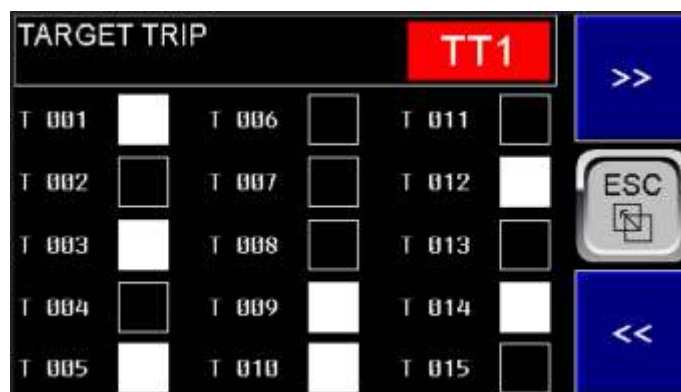 TARGET TRIP
TT1
>>
T 001
T 006
T 011
T 002
T 007
T 012
ESC
T 003
T 008
T 013
T 004
T 009
T 014
<<
T 005
T 010
T 015